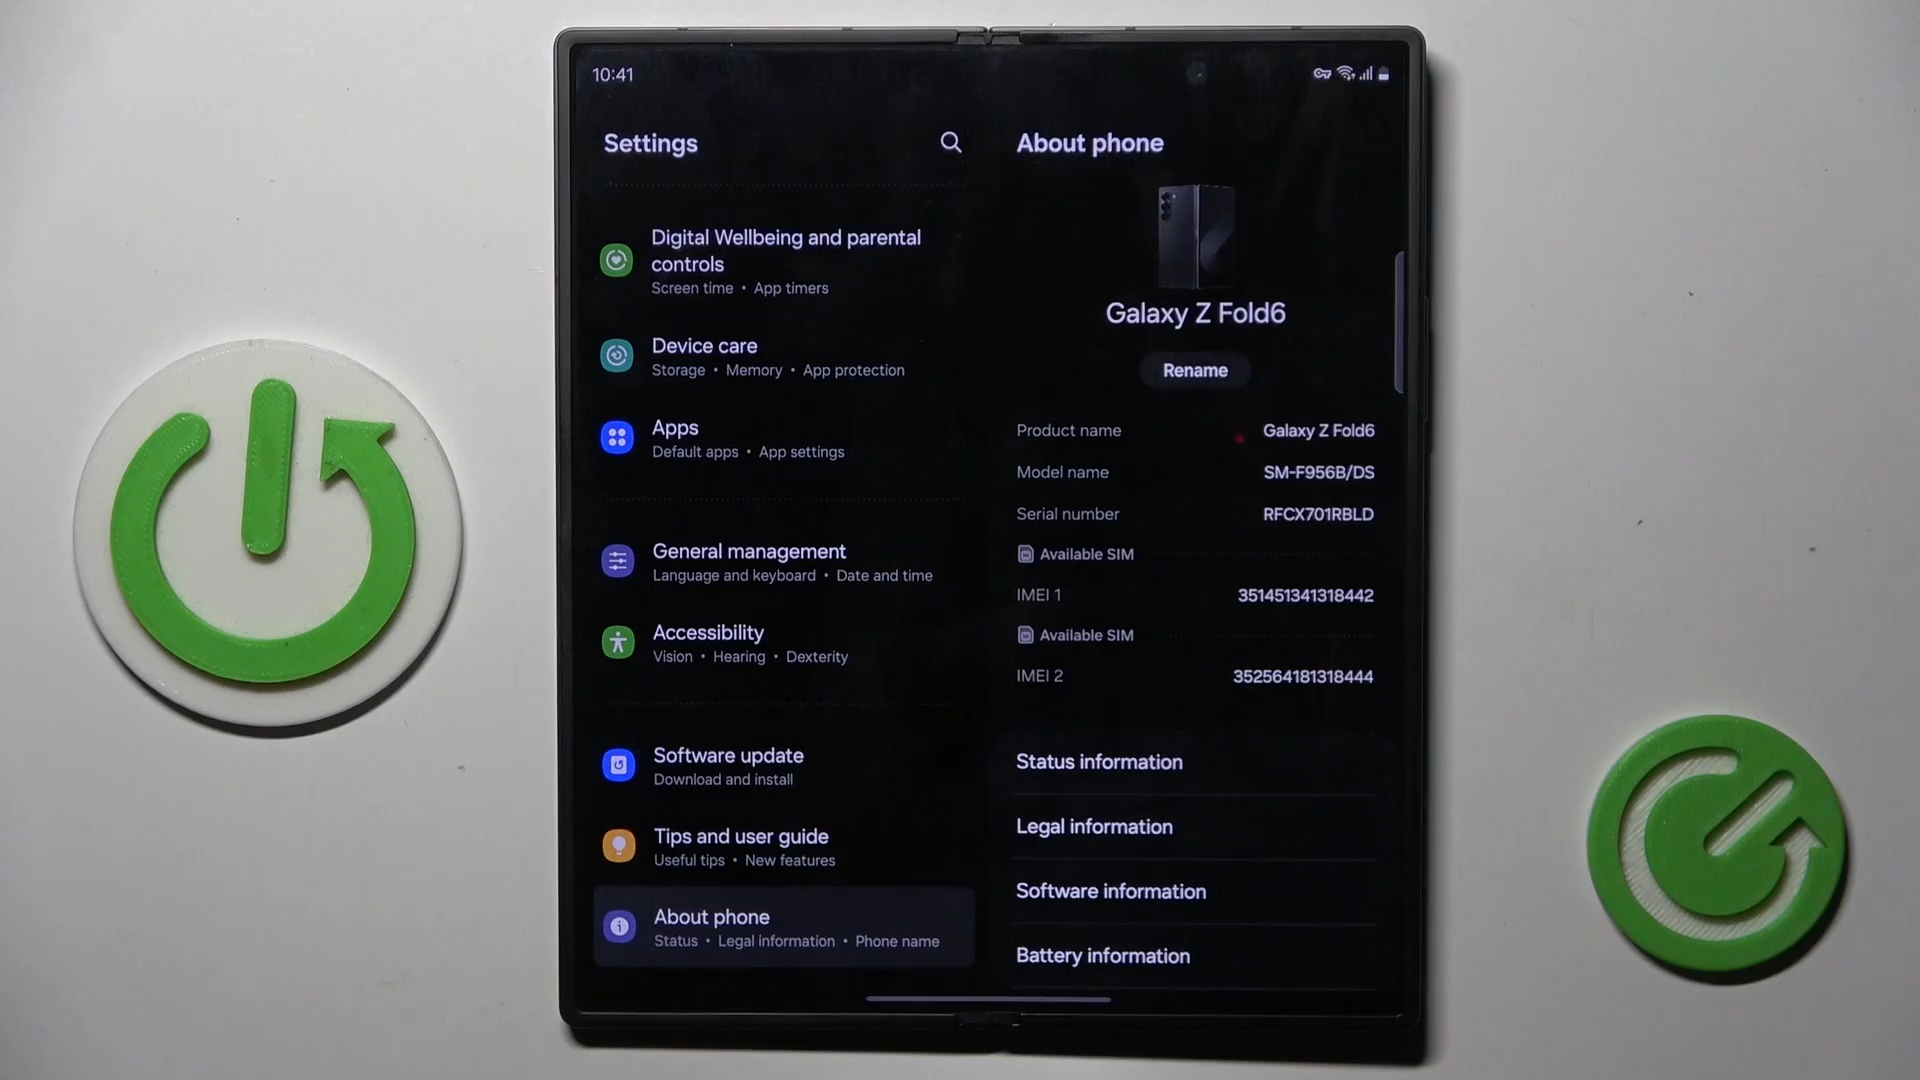 10:41
Settings
Digital Wellbeing and parental
controls
Screen time • App timers
Device care
Storage • Memory • App protection
Apps
Default apps • App settings
General management
Language and keyboard • Date and time
Accessibility
Vision • Hearing • Dexterity
Software update
Download and install
Tips and user guide
Useful tips • New features
About phone
Status • Legal information • Phone name
About phone
Galaxy Z Fold6
Rename
Product name Galaxy Z Fold6
Model name SM-F956B/DS
Serial number RFCX701RBLD
Available SIM
IMEI 1 351451341318442
Available SIM
IMEI 2 352564181318444
Status information
Legal information
Software information
Battery information